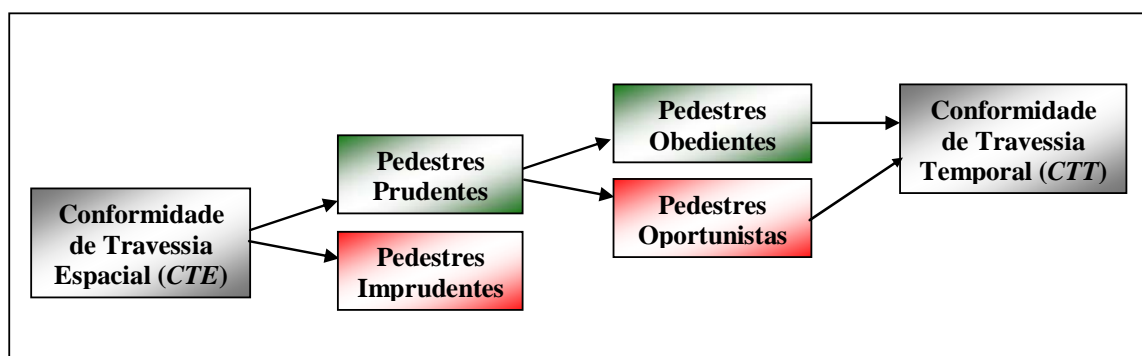 Conformidade
de Travessia
Espacial (CTE)
Pedestres
Prudentes
Pedestres
Imprudentes
Pedestres
Obedientes
Pedestres
Oportunistas
Conformidade
de Travessia
Temporal (CTT)